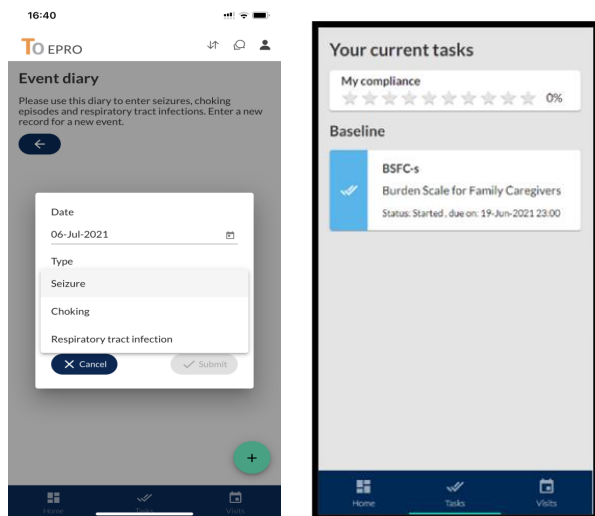 16:40
TO EPRO
Event diary
Please use this diary to enter seizures, choking
episodes and respiratory tract infections. Enter a new
record for a new event.
Date
06-Jul-2021
Type
Seizure
Choking
Respiratory tract infection
Cancel
Submit
Home
Tasks
Visits
Your current tasks
My compliance
0%
Baseline
BSFC-s
Burden Scale for Family Caregivers
Status: Started , due on: 19-Jun-2021 23:00
Home
Tasks
Visits